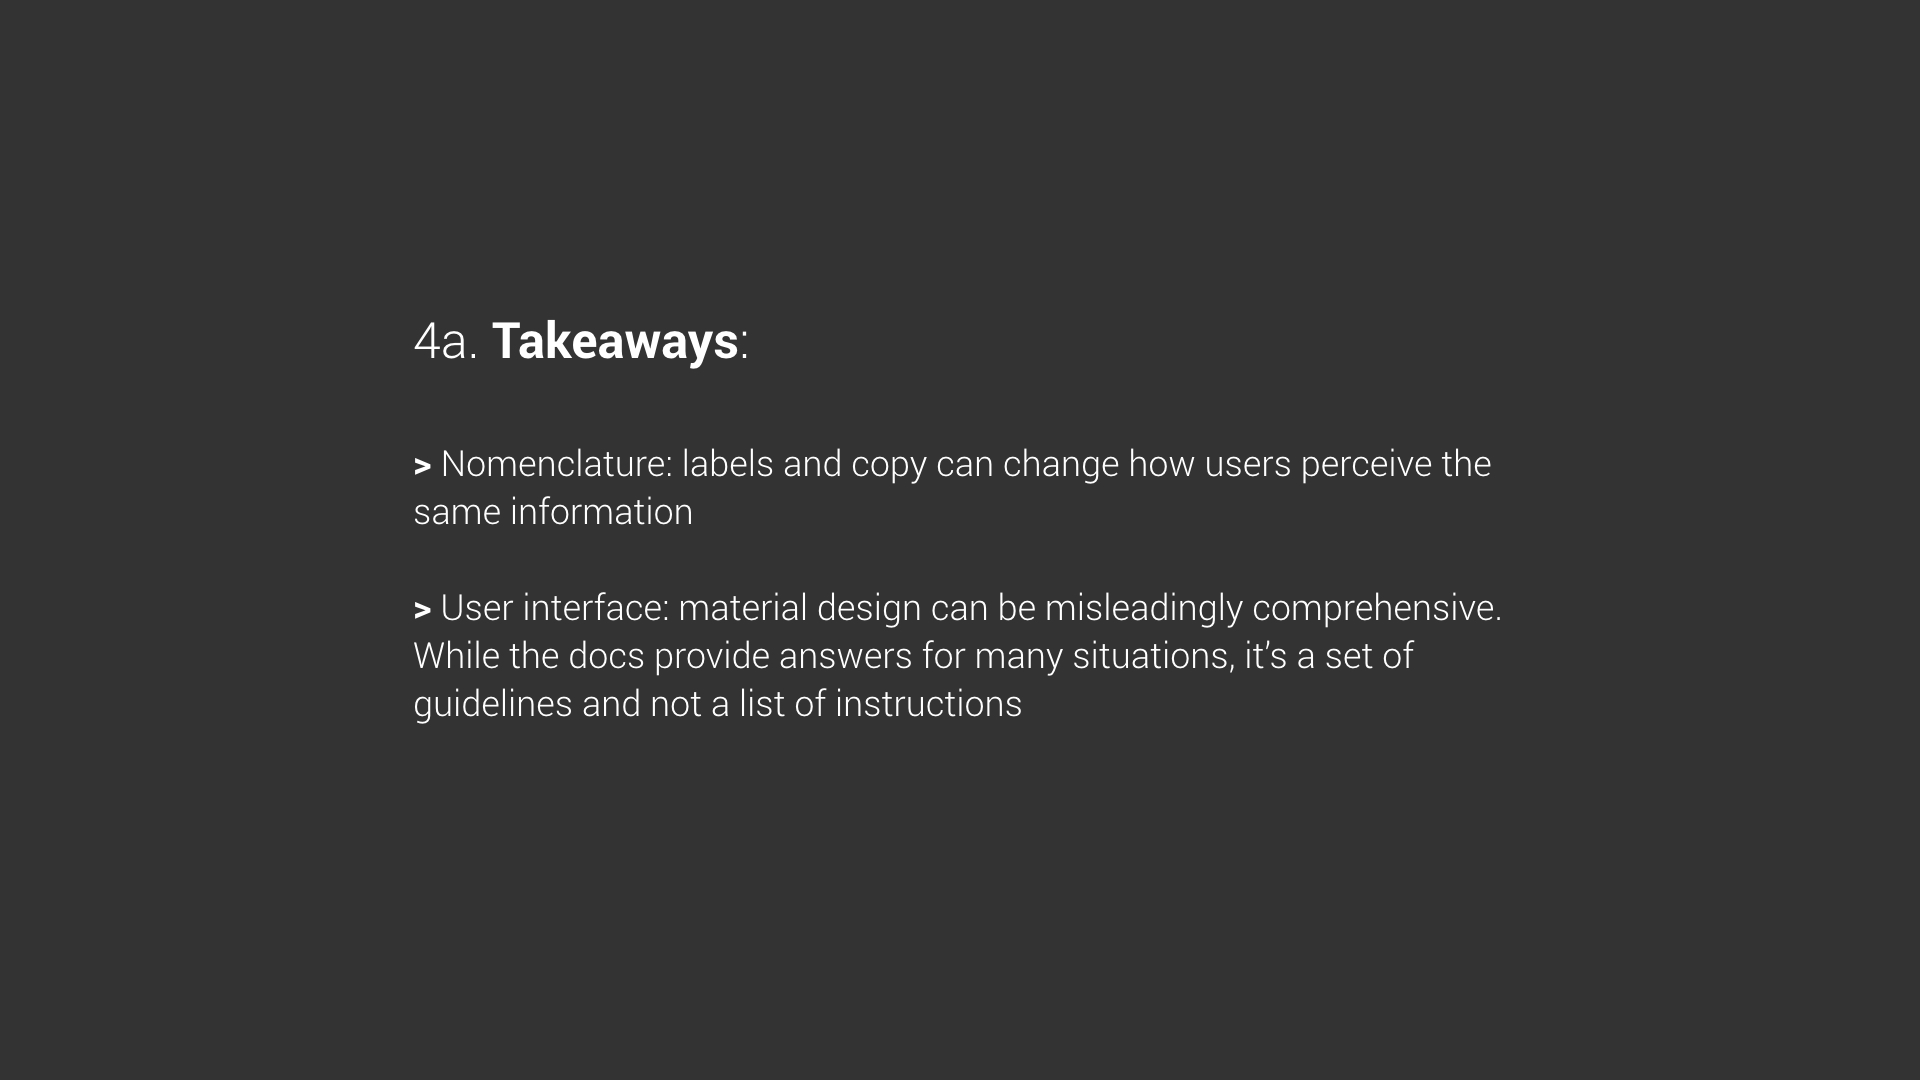 4a. Takeaways:
> Nomenclature: labels and copy can change how users perceive the
same information
> User interface: material design can be misleadingly comprehensive.
While the docs provide answers for many situations, it’s a set of
guidelines and not a list of instructions